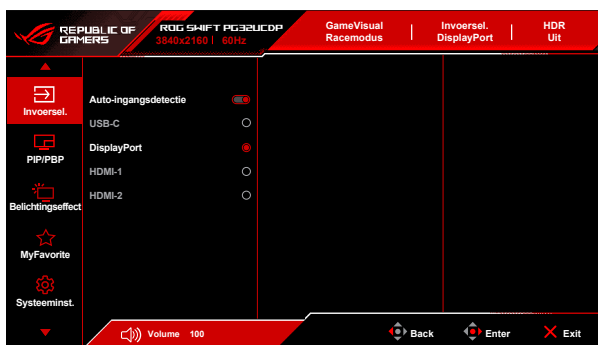 REPUBLIC OF
GAMERS
ROG SWIFT PG32UCDP
3840x2160 | 60Hz
GameVisual
Racemodus
Invoersel.
DisplayPort
HDR
Uit
Invoersel.
PIP/PBP
Belichtingseffect
MyFavorite
Systeeminst.
Auto-ingangsdetectie
USB-C
DisplayPort
HDMI-1
HDMI-2
Volume 100
Back
Enter
Exit